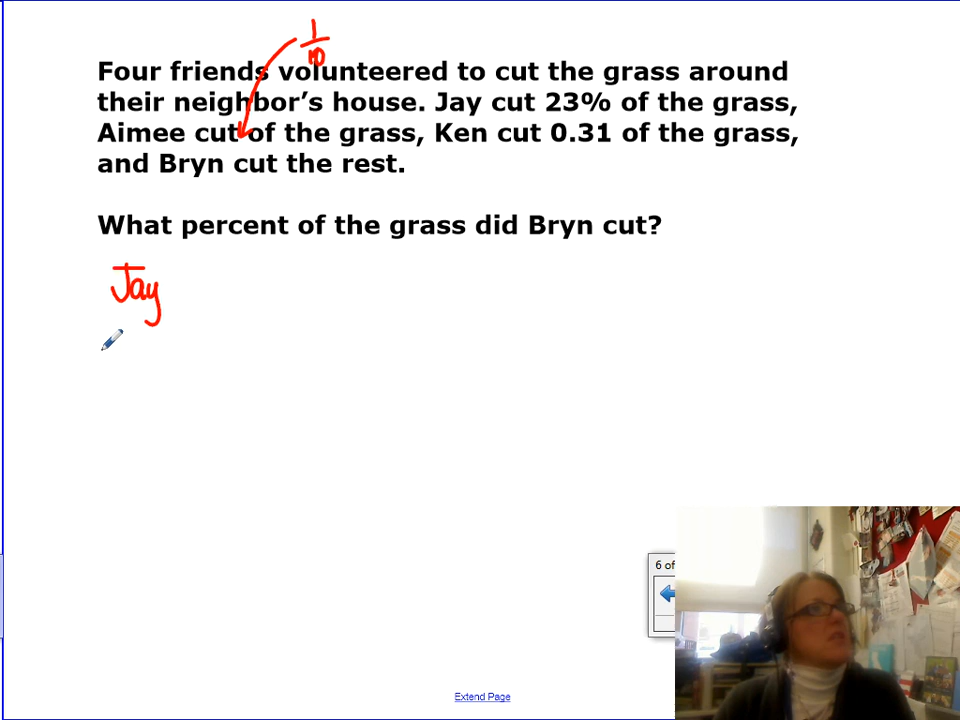 1/10
Four friends volunteered to cut the grass around
their neighbor’s house. Jay cut 23% of the grass,
Aimee cut of the grass, Ken cut 0.31 of the grass,
and Bryn cut the rest.
What percent of the grass did Bryn cut?
Jay
6 of
Extend Page